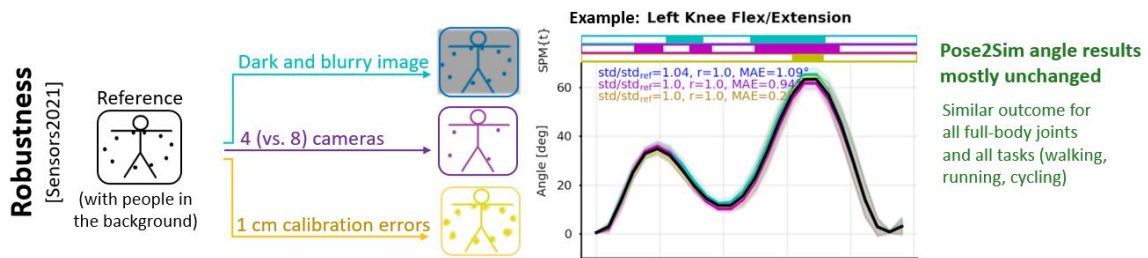 Robustness
[Sensors2021]
Reference
(with people in
the background)
Dark and blurry image
4 (vs. 8) cameras
1 cm calibration errors
Example: Left Knee Flex/Extension
SPM{t}
std/std_ref=1.04, r=1.0, MAE=1.09°
std/std_ref=1.0, r=1.0, MAE=0.94
std/std_ref=1.0, r=1.0, MAE=0.2
Angle [deg]
60
40
20
0
Pose2Sim angle results
mostly unchanged
Similar outcome for
all full-body joints
and all tasks (walking,
running, cycling)